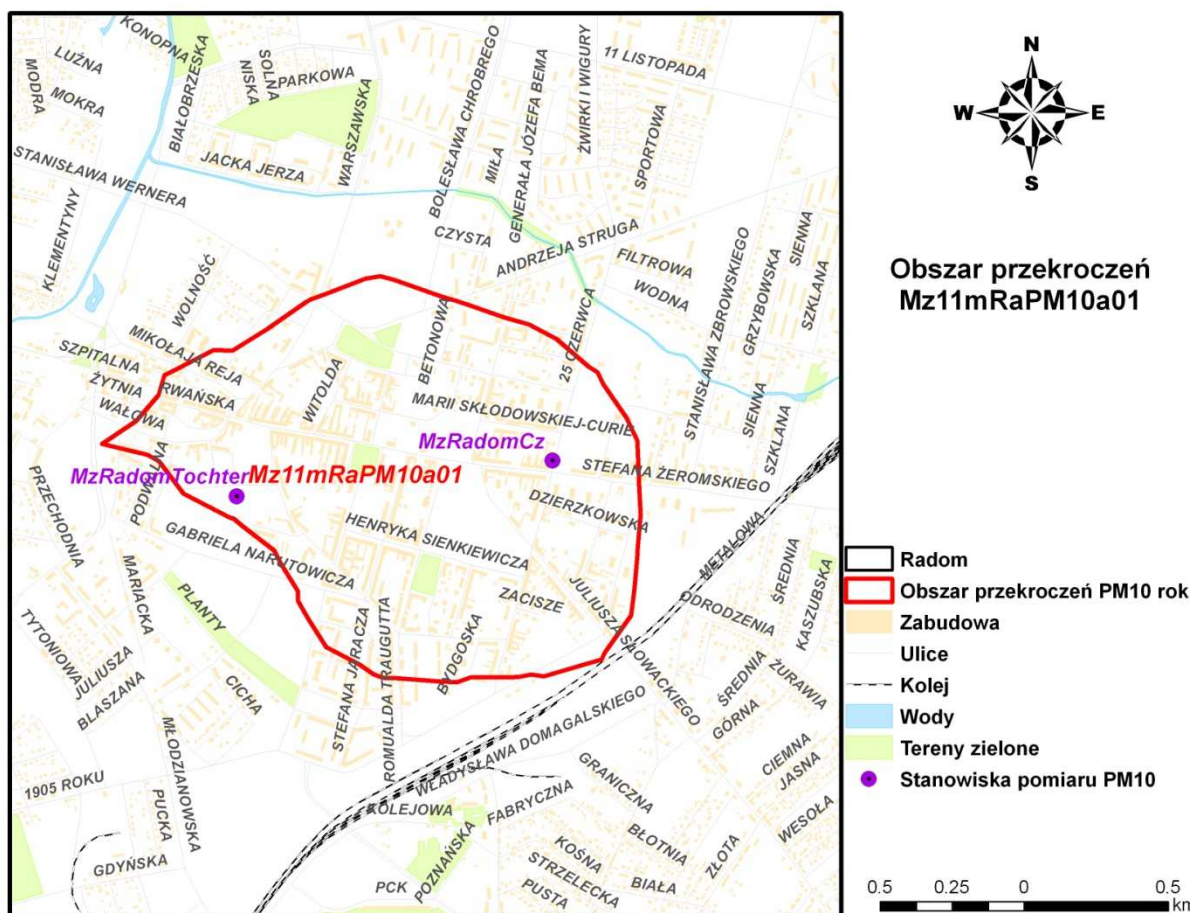 KONOPNA
LUŹNA
MODRA
MOKRA
BIAŁOBRZESKA
SOLNA
NISKA
PARKOWA
JACKA JERZA
WARSZAWSKA
STANISŁAWA WERNERA
KLEMENTYNY
BOLESŁAWA CHROBREGO
MIŁA
GENERAŁA JÓZEFA BEMA
ŻWIRKI I WIGURY
11 LISTOPADA
SPORTOWA
CZYSTA
ANDRZEJA STRUGA
FILTROWA
WODNA
STANISŁAWA ZBROWSKIEGO
GRZYBOWSKA
SIENNA
SZKLANA
WOLNOŚĆ
MIKOŁAJA REJA
SZPITALNA
ŻYTNIA
WAŁOWA
RWAŃSKA
WITOLDA
BETONOWA
25 CZERWCA
MARII SKŁODOWSKIEJ-CURIE
SIENNA
SZKLANA
MzRadomCz
STEFANA ŻEROMSKIEGO
MzRadomTochter
Mz11mRaPM10a01
PODWALNA
PRZECHODNIA
DZIERZKOWSKA
HENRYKA SIENKIEWICZA
GABRIELA NARUTOWICZA
METALOWA
MARIACKA
PLANTY
ZACISZE
JULIUSZA SŁOWACKIEGO
ODRODZENIA
ŚREDNIA
KASZUBSKA
TYTONIOWA
JULIUSZA
BLASZANA
CICHA
STEFANA JARACZA
ROMUALDA TRAUGUTTA
BYDGOSKA
ŚREDNIA
GÓRNA
ŻURAWIA
MŁODZIANOWSKA
WŁADYSŁAWA DOMAGALSKIEGO
1905 ROKU
PUCKA
GDYŃSKA
KOLEJOWA
FABRYCZNA
GRANICZNA
CIEMNA
JASNA
WESOŁA
BŁOTNIA
ZŁOTA
PCK
POZNAŃSKA
KOŚNA
STRZELECKA
PUSTA
BIAŁA
N
W
E
S
Obszar przekroczeń
Mz11mRaPM10a01
Radom
Obszar przekroczeń PM10 rok
Zabudowa
Ulice
Kolej
Wody
Tereny zielone
Stanowiska pomiaru PM10
0.5 0.25 0 0.5
km